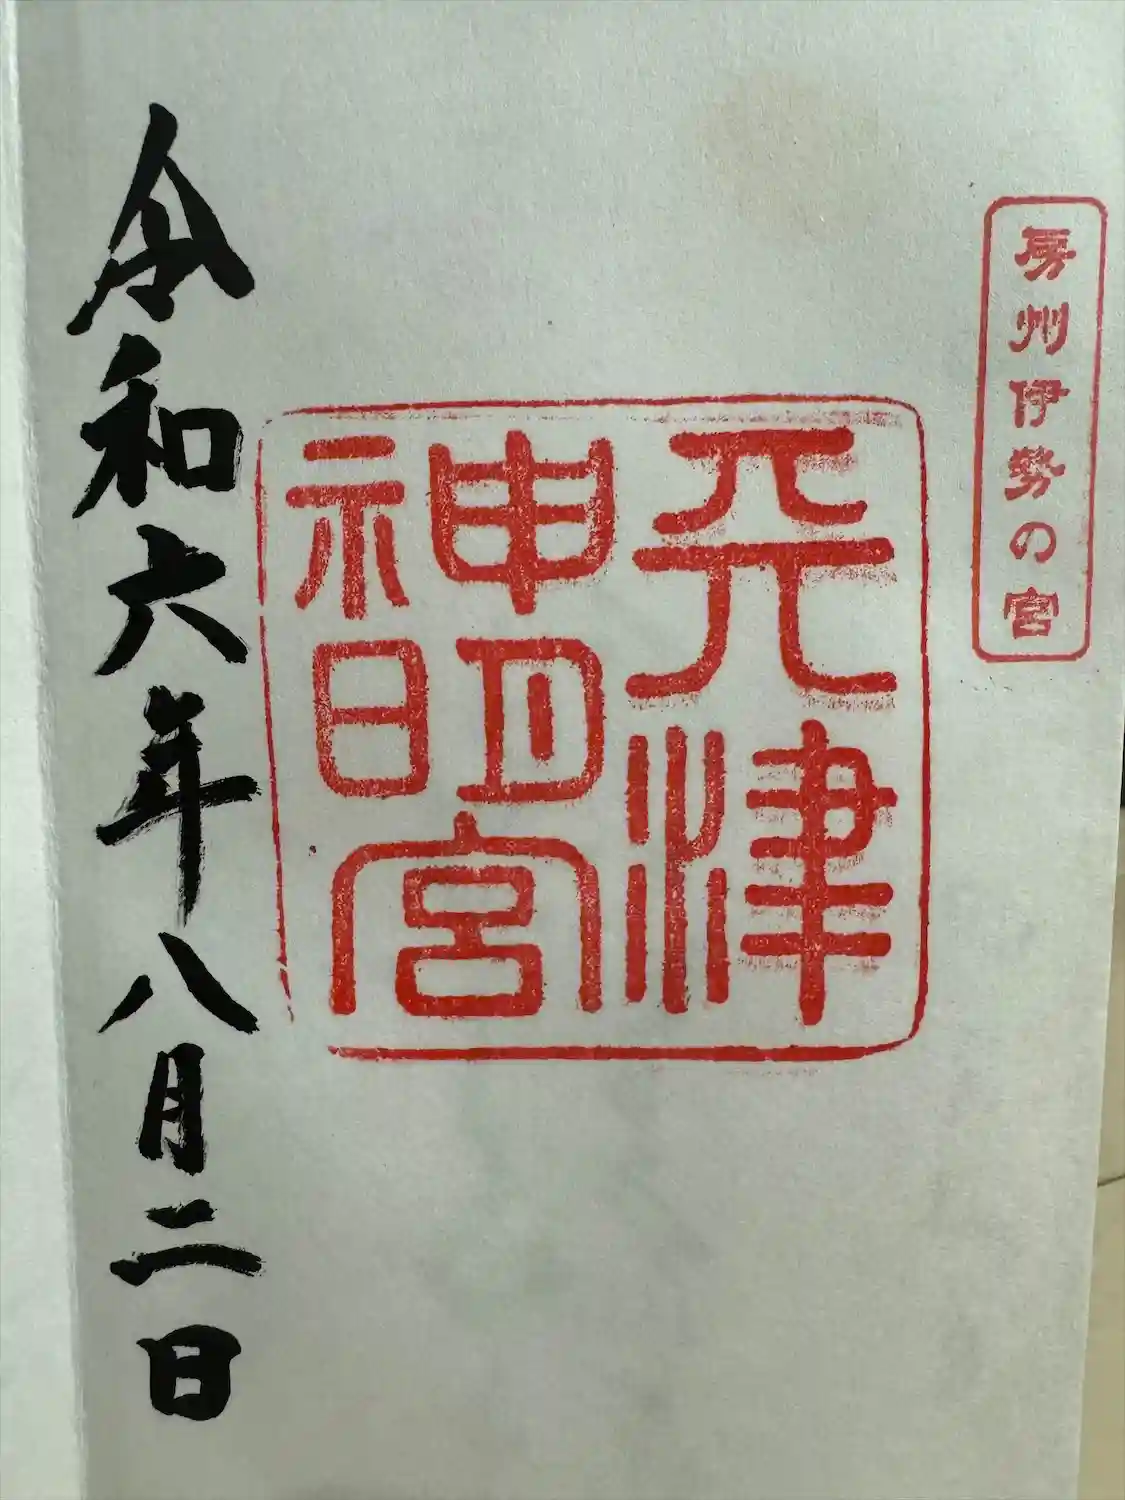 房州伊勢の宮
天津
神明宮
令和六年八月二日